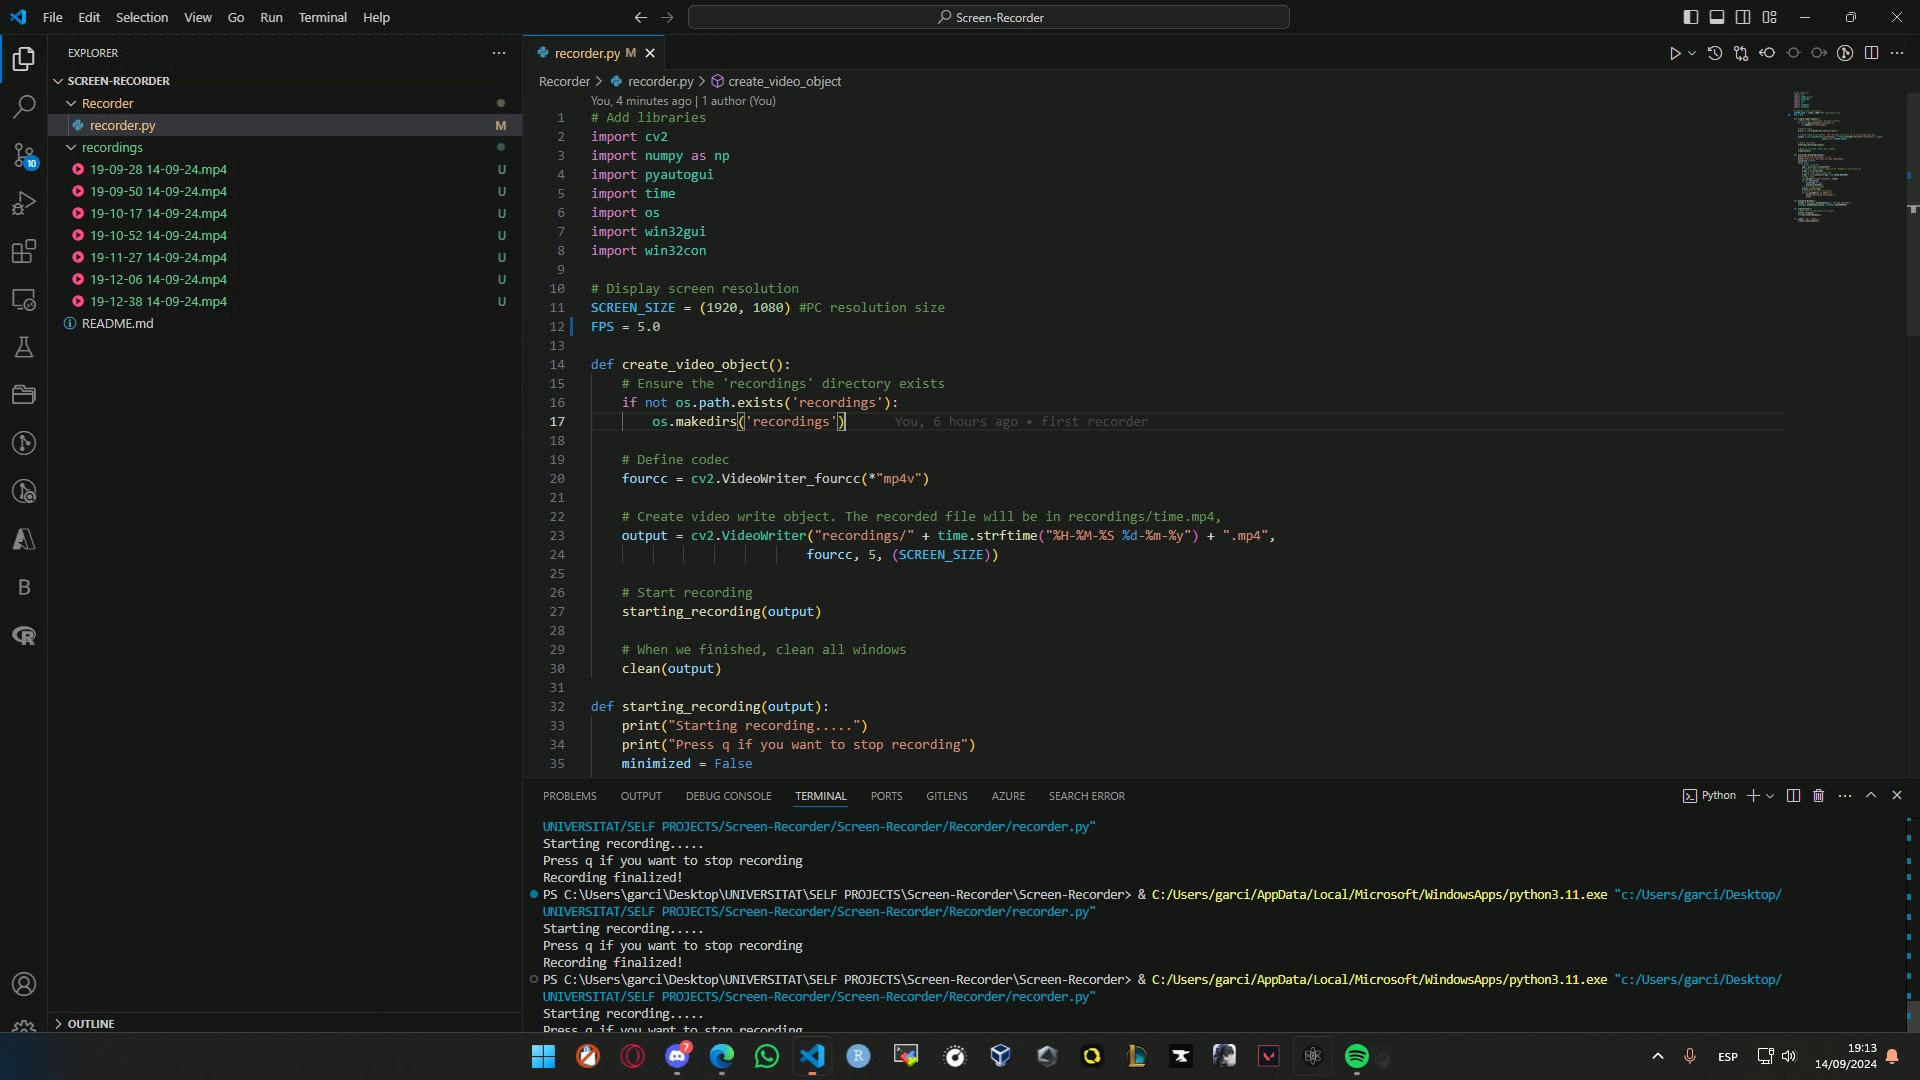 File Edit Selection View Go Run Terminal Help
Screen-Recorder
EXPLORER
SCREEN-RECORDER
Recorder
recorder.py M
recordings
19-09-28 14-09-24.mp4 U
19-09-50 14-09-24.mp4 U
19-10-17 14-09-24.mp4 U
19-10-52 14-09-24.mp4 U
19-11-27 14-09-24.mp4 U
19-12-06 14-09-24.mp4 U
19-12-38 14-09-24.mp4 U
README.md
10
B
OUTLINE
recorder.py M
Recorder > recorder.py > create_video_object
You, 4 minutes ago | 1 author (You)
1 # Add libraries
2 import cv2
3 import numpy as np
4 import pyautogui
5 import time
6 import os
7 import win32gui
8 import win32con
9
10 # Display screen resolution
11 SCREEN_SIZE = (1920, 1080) #PC resolution size
12 FPS = 5.0
13
14 def create_video_object():
15 # Ensure the 'recordings' directory exists
16 if not os.path.exists('recordings'):
17 os.makedirs('recordings') You, 6 hours ago • first recorder
18
19 # Define codec
20 fourcc = cv2.VideoWriter_fourcc(*"mp4v")
21
22 # Create video write object. The recorded file will be in recordings/time.mp4,
23 output = cv2.VideoWriter("recordings/" + time.strftime("%H-%M-%S %d-%m-%y") + ".mp4",
24 fourcc, 5, (SCREEN_SIZE))
25
26 # Start recording
27 starting_recording(output)
28
29 # When we finished, clean all windows
30 clean(output)
31
32 def starting_recording(output):
33 print("Starting recording.....")
34 print("Press q if you want to stop recording")
35 minimized = False
PROBLEMS OUTPUT DEBUG CONSOLE TERMINAL PORTS GITLENS AZURE SEARCH ERROR
Python
UNIVERSITAT/SELF PROJECTS/Screen-Recorder/Screen-Recorder/Recorder/recorder.py"
Starting recording.....
Press q if you want to stop recording
Recording finalized!
PS C:\Users\garci\Desktop\UNIVERSITAT\SELF PROJECTS\Screen-Recorder\Screen-Recorder> & C:/Users/garci/AppData/Local/Microsoft/WindowsApps/python3.11.exe "c:/Users/garci/Desktop/
UNIVERSITAT/SELF PROJECTS/Screen-Recorder/Screen-Recorder/Recorder/recorder.py"
Starting recording.....
Press q if you want to stop recording
Recording finalized!
PS C:\Users\garci\Desktop\UNIVERSITAT\SELF PROJECTS\Screen-Recorder\Screen-Recorder> & C:/Users/garci/AppData/Local/Microsoft/WindowsApps/python3.11.exe "c:/Users/garci/Desktop/
UNIVERSITAT/SELF PROJECTS/Screen-Recorder/Screen-Recorder/Recorder/recorder.py"
Starting recording.....
Press q if you want to stop recording
7
R
ESP
19:13
14/09/2024